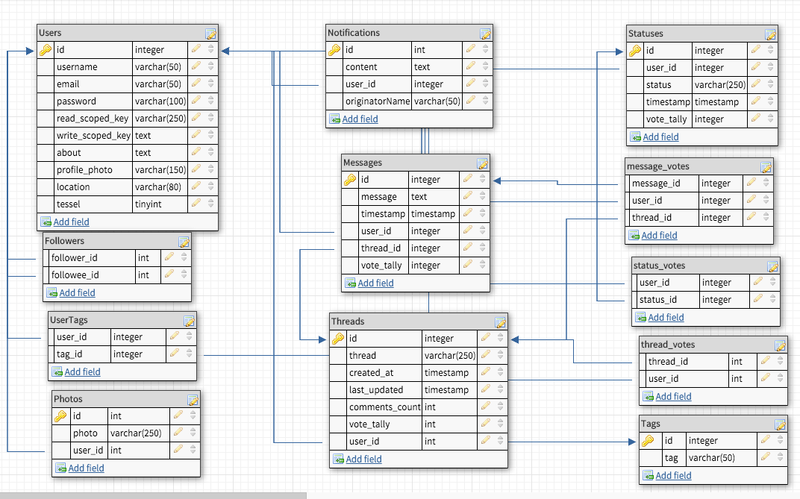 Users
id integer
username varchar(50)
email varchar(50)
password varchar(100)
read_scoped_key varchar(250)
write_scoped_key text
about text
profile_photo varchar(150)
location varchar(80)
tessel tinyint
Add field
Followers
follower_id int
followee_id int
Add field
UserTags
user_id integer
tag_id integer
Add field
Photos
id int
photo varchar(250)
user_id int
Add field
Notifications
id int
content text
user_id integer
originatorName varchar(50)
Add field
Messages
id integer
message text
timestamp timestamp
user_id integer
thread_id integer
vote_tally integer
Add field
Threads
id integer
thread varchar(250)
created_at timestamp
last_updated timestamp
comments_count int
vote_tally int
user_id int
Add field
Statuses
id integer
user_id integer
status varchar(250)
timestamp timestamp
vote_tally integer
Add field
message_votes
message_id integer
user_id integer
thread_id integer
Add field
status_votes
user_id integer
status_id integer
Add field
thread_votes
thread_id int
user_id int
Add field
Tags
id integer
tag varchar(50)
Add field